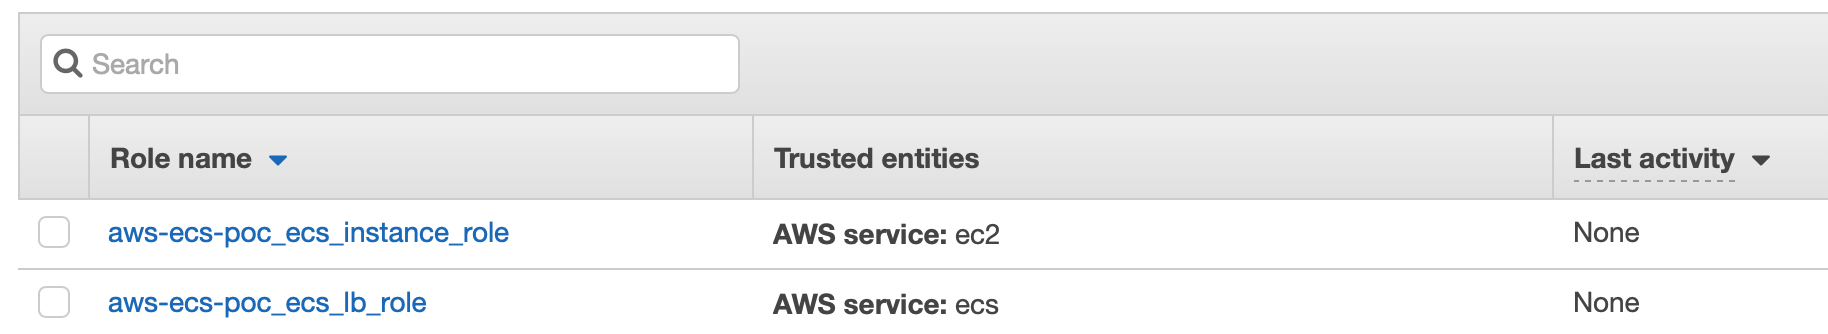 Search
Role name Trusted entities Last activity
aws-ecs-poc_ecs_instance_role AWS service: ec2 None
aws-ecs-poc_ecs_lb_role AWS service: ecs None